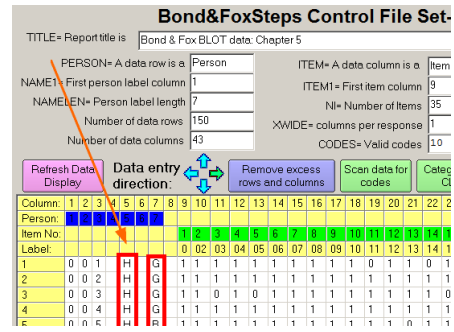 Bond&FoxSteps Control File Set-
TITLE= Report title is Bond & Fox BLOT data: Chapter 5
PERSON= A data row is a Person ITEM= A data column is a Item
NAME1= First person label column 1 ITEM1= First item column 9
NAMELEN= Person label length 7 NI= Number of Items 35
Number of data rows 150 XWIDE= columns per response 1
Number of data columns 43 CODES= Valid codes 10
Refresh Data Display Data entry direction: Remove excess rows and columns Scan data for codes
Column: 1 2 3 4 5 6 7 8 9 10 11 12 13 14 15 16 17 18 19 20 21 22
Person: 1 2 3 4 5 6 7
Item No: 1 2 3 4 5 6 7 8 9 10 11 12 13 14
Label: 0 02 03 04 05 06 07 08 09 10 11 12 13 14
1 0 0 1 H G 1 1 1 1 1 1 1 1 1 1 0 1 1 0 1
2 0 0 2 H G 1 1 1 1 1 1 1 1 1 1 1 1 1 1 1
3 0 0 3 H G 1 1 0 1 0 1 1 1 1 1 1 1 1 1 0
4 0 0 4 H G 1 1 1 1 1 1 1 1 1 1 1 1 1 1 1
5 0 0 5 H B